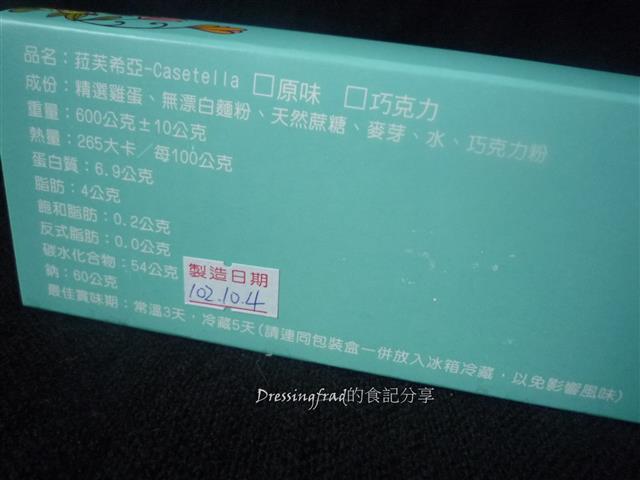 品名：菈芙希亞-Casetella □原味 □巧克力
成份：精選雞蛋、無漂白麵粉、天然蔗糖、麥芽、水、巧克力粉
重量：600公克±10公克
熱量：265大卡／每100公克
蛋白質：6.9公克
脂肪：4公克
飽和脂肪：0.2公克
反式脂肪：0.0公克
碳水化合物：54公克
鈉：60公克
最佳賞味期：常溫3天，冷藏5天(請連同包裝盒一併放入冰箱冷藏，以免影響風味)
製造日期
102.10.4
Dressingfrad的食記分享